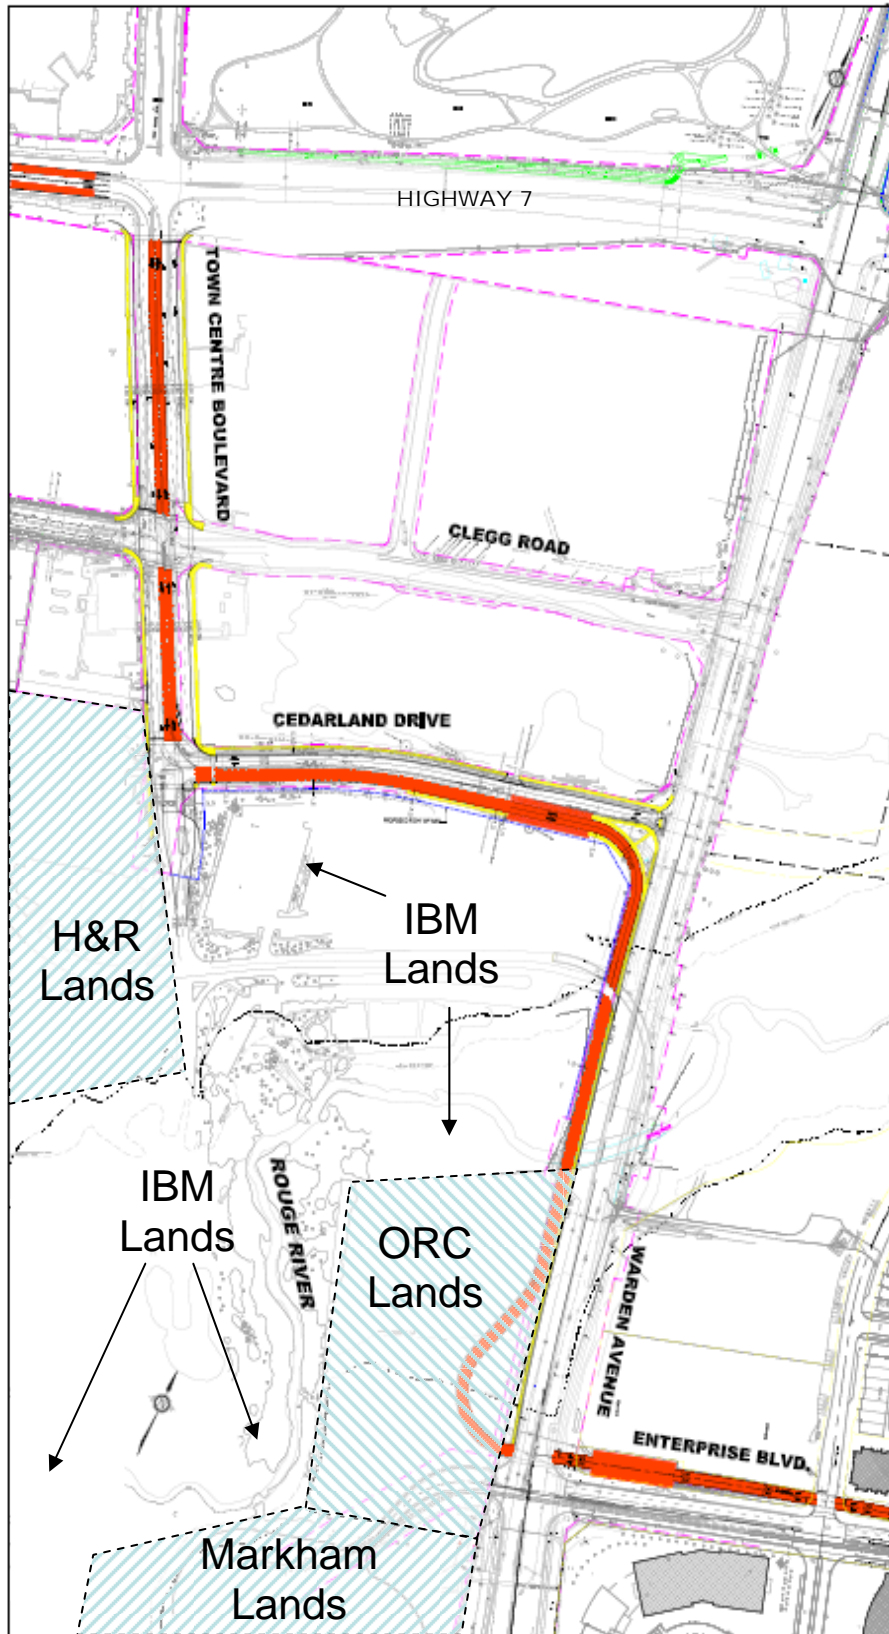 HIGHWAY 7
TOWN CENTRE BOULEVARD
CLEGG ROAD
CEDARLAND DRIVE
IBM
Lands
H&R
Lands
IBM
Lands
ROUGE RIVER
ORC
Lands
WARDEN AVENUE
ENTERPRISE BLVD.
Markham
Lands